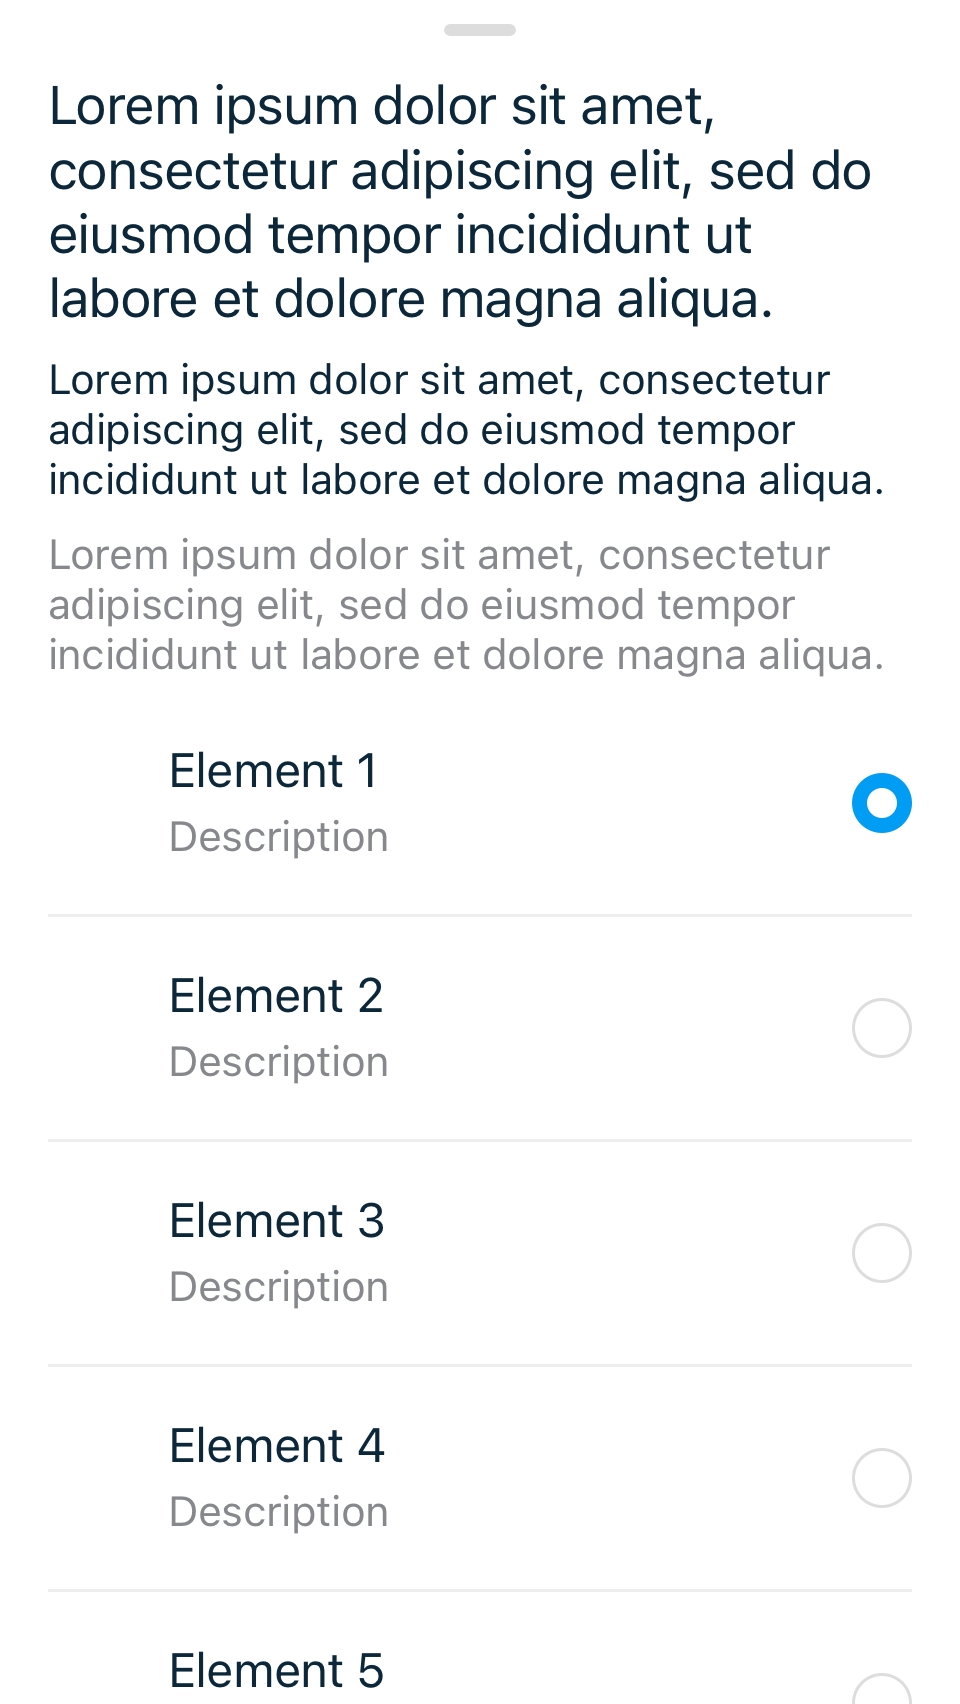 Lorem ipsum dolor sit amet,
consectetur adipiscing elit, sed do
eiusmod tempor incididunt ut
labore et dolore magna aliqua.
Lorem ipsum dolor sit amet, consectetur
adipiscing elit, sed do eiusmod tempor
incididunt ut labore et dolore magna aliqua.
Lorem ipsum dolor sit amet, consectetur
adipiscing elit, sed do eiusmod tempor
incididunt ut labore et dolore magna aliqua.
Element 1
Description
Element 2
Description
Element 3
Description
Element 4
Description
Element 5